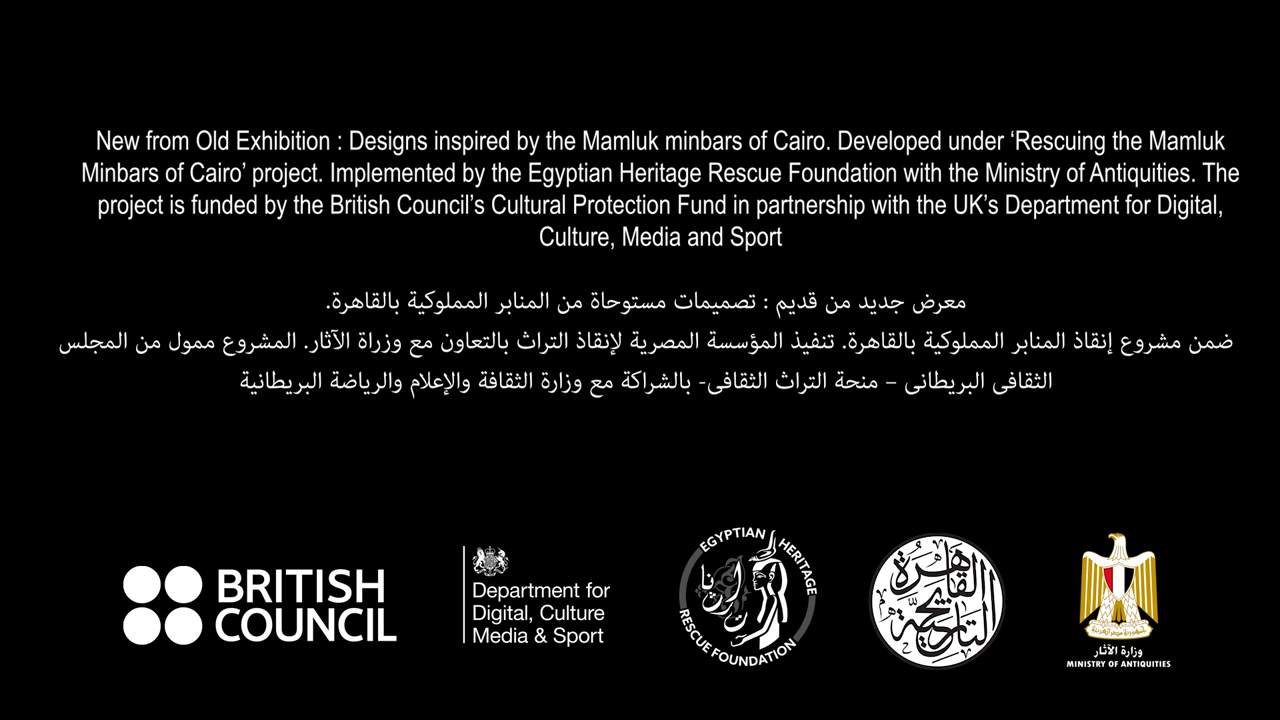 New from Old Exhibition : Designs inspired by the Mamluk minbars of Cairo. Developed under ‘Rescuing the Mamluk
Minbars of Cairo’ project. Implemented by the Egyptian Heritage Rescue Foundation with the Ministry of Antiquities. The
project is funded by the British Council’s Cultural Protection Fund in partnership with the UK’s Department for Digital,
Culture, Media and Sport
معرض جديد من قديم : تصميمات مستوحاة من المنابر المملوكية بالقاهرة.
ضمن مشروع إنقاذ المنابر المملوكية بالقاهرة. تنفيذ المؤسسة المصرية لإنقاذ التراث بالتعاون مع وزراة الآثار. المشروع ممول من المجلس
الثقافى البريطانى – منحة التراث الثقافى- بالشراكة مع وزارة الثقافة والإعلام والرياضة البريطانية
BRITISH
COUNCIL
Department for
Digital, Culture
Media & Sport
EGYPTIAN HERITAGE
RESCUE FOUNDATION
القاهرة
التاريخية
وزارة الآثار
MINISTRY OF ANTIQUITIES